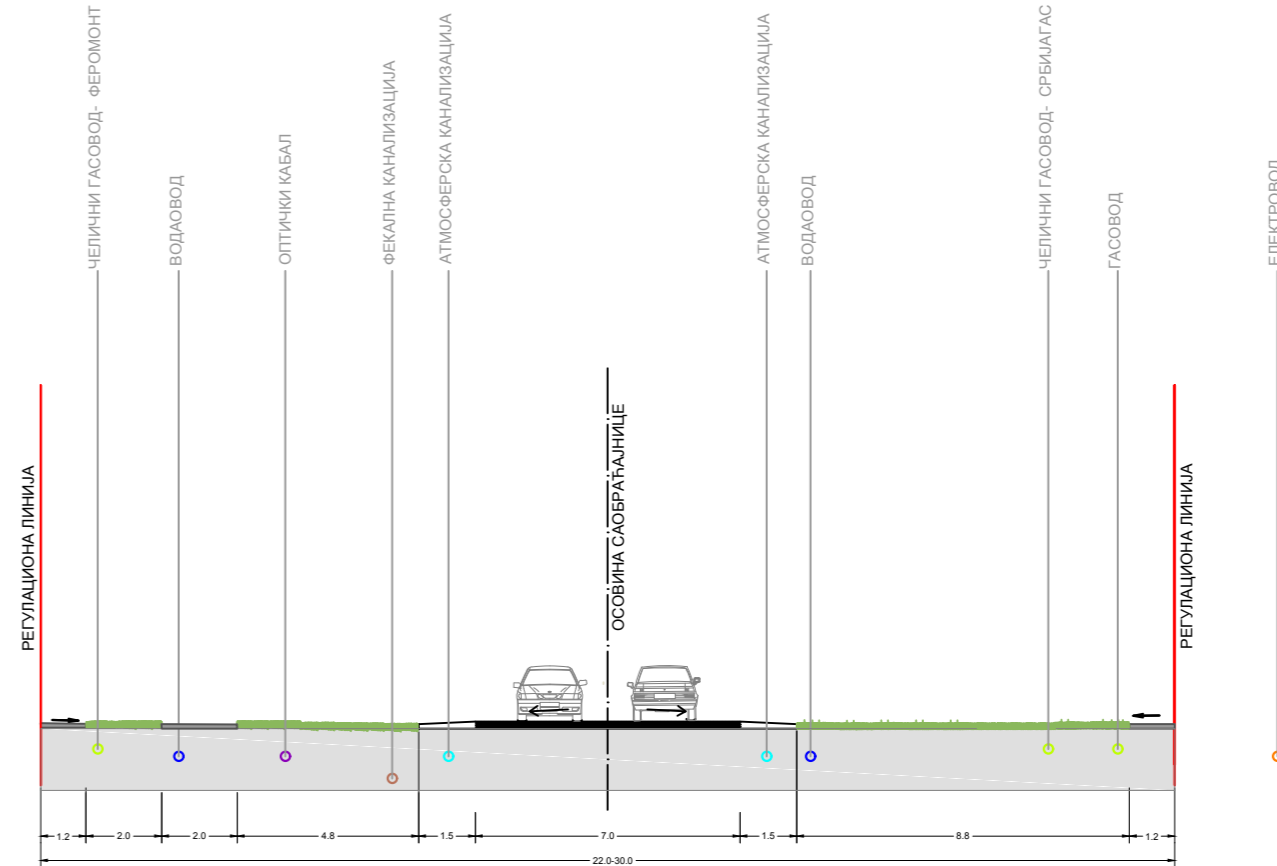 ЧЕЛИЧНИ ГАСОВОД- ФЕРОМОНТ
ВОДАОВОД
ОПТИЧКИ КАБАЛ
ФЕКАЛНА КАНАЛИЗАЦИЈА
АТМОСФЕРСКА КАНАЛИЗАЦИЈА
АТМОСФЕРСКА КАНАЛИЗАЦИЈА
ВОДАОВОД
ЧЕЛИЧНИ ГАСОВОД- СРБИЈАГАС
ГАСОВОД
ЕЛЕКТРОВОД
РЕГУЛАЦИОНА ЛИНИЈА
ОСОВИНА САОБРАЋАЈНИЦЕ
РЕГУЛАЦИОНА ЛИНИЈА
1.2 2.0 2.0 4.8 1.5 7.0 1.5 8.8 1.2
22.0-30.0